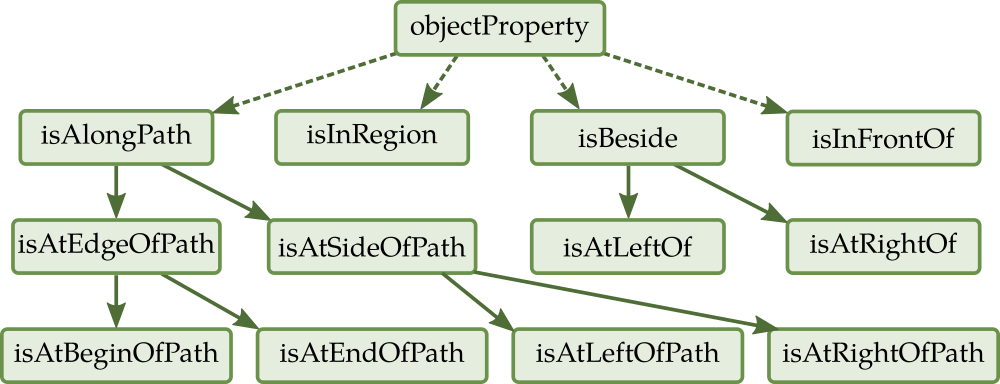 objectProperty
isAlongPath
isInRegion
isBeside
isInFrontOf
isAtEdgeOfPath
isAtSideOfPath
isAtLeftOf
isAtRightOf
isAtBeginOfPath
isAtEndOfPath
isAtLeftOfPath
isAtRightOfPath